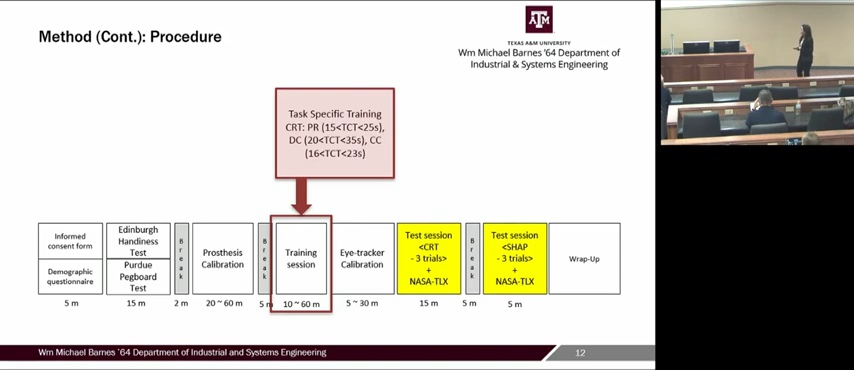 Method (Cont.): Procedure
TEXAS A&M UNIVERSITY
Wm Michael Barnes '64 Department of
Industrial & Systems Engineering
Task Specific Training
CRT: PR (15<TCT<25s),
DC (20<TCT<35s), CC
(16<TCT<23s)
Informed
consent form
Demographic
questionnaire
5 m
Edinburgh
Handiness
Test
Purdue
Pegboard
Test
15 m
Break
2 m
Prosthesis
Calibration
20 ~ 60 m
Break
5 m
Training
session
10 ~ 60 m
Eye-tracker
Calibration
5 ~ 30 m
Test session
<CRT
- 3 trials>
+
NASA-TLX
15 m
Break
5 m
Test session
<SHAP
- 3 trials>
+
NASA-TLX
5 m
Wrap-Up
Wm Michael Barnes '64 Department of Industrial and Systems Engineering
12